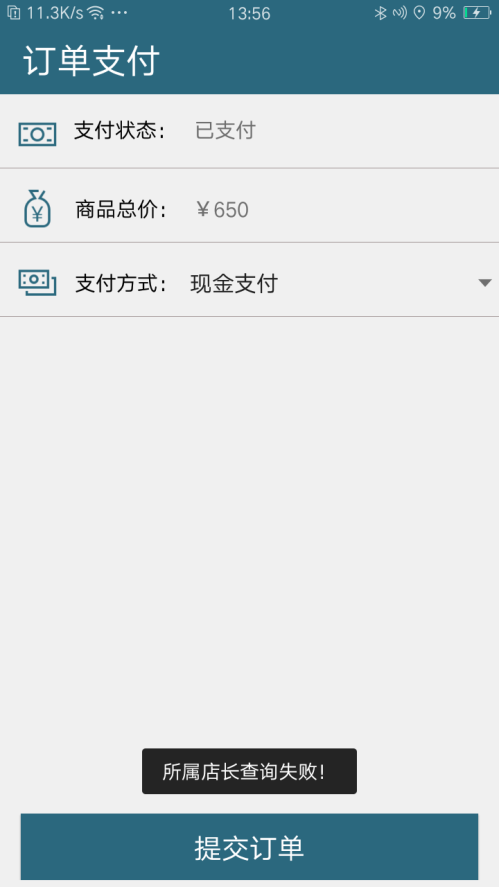 11.3K/s ··· 13:56 9%
订单支付
支付状态： 已支付
商品总价： ￥650
支付方式： 现金支付
所属店长查询失败！
提交订单